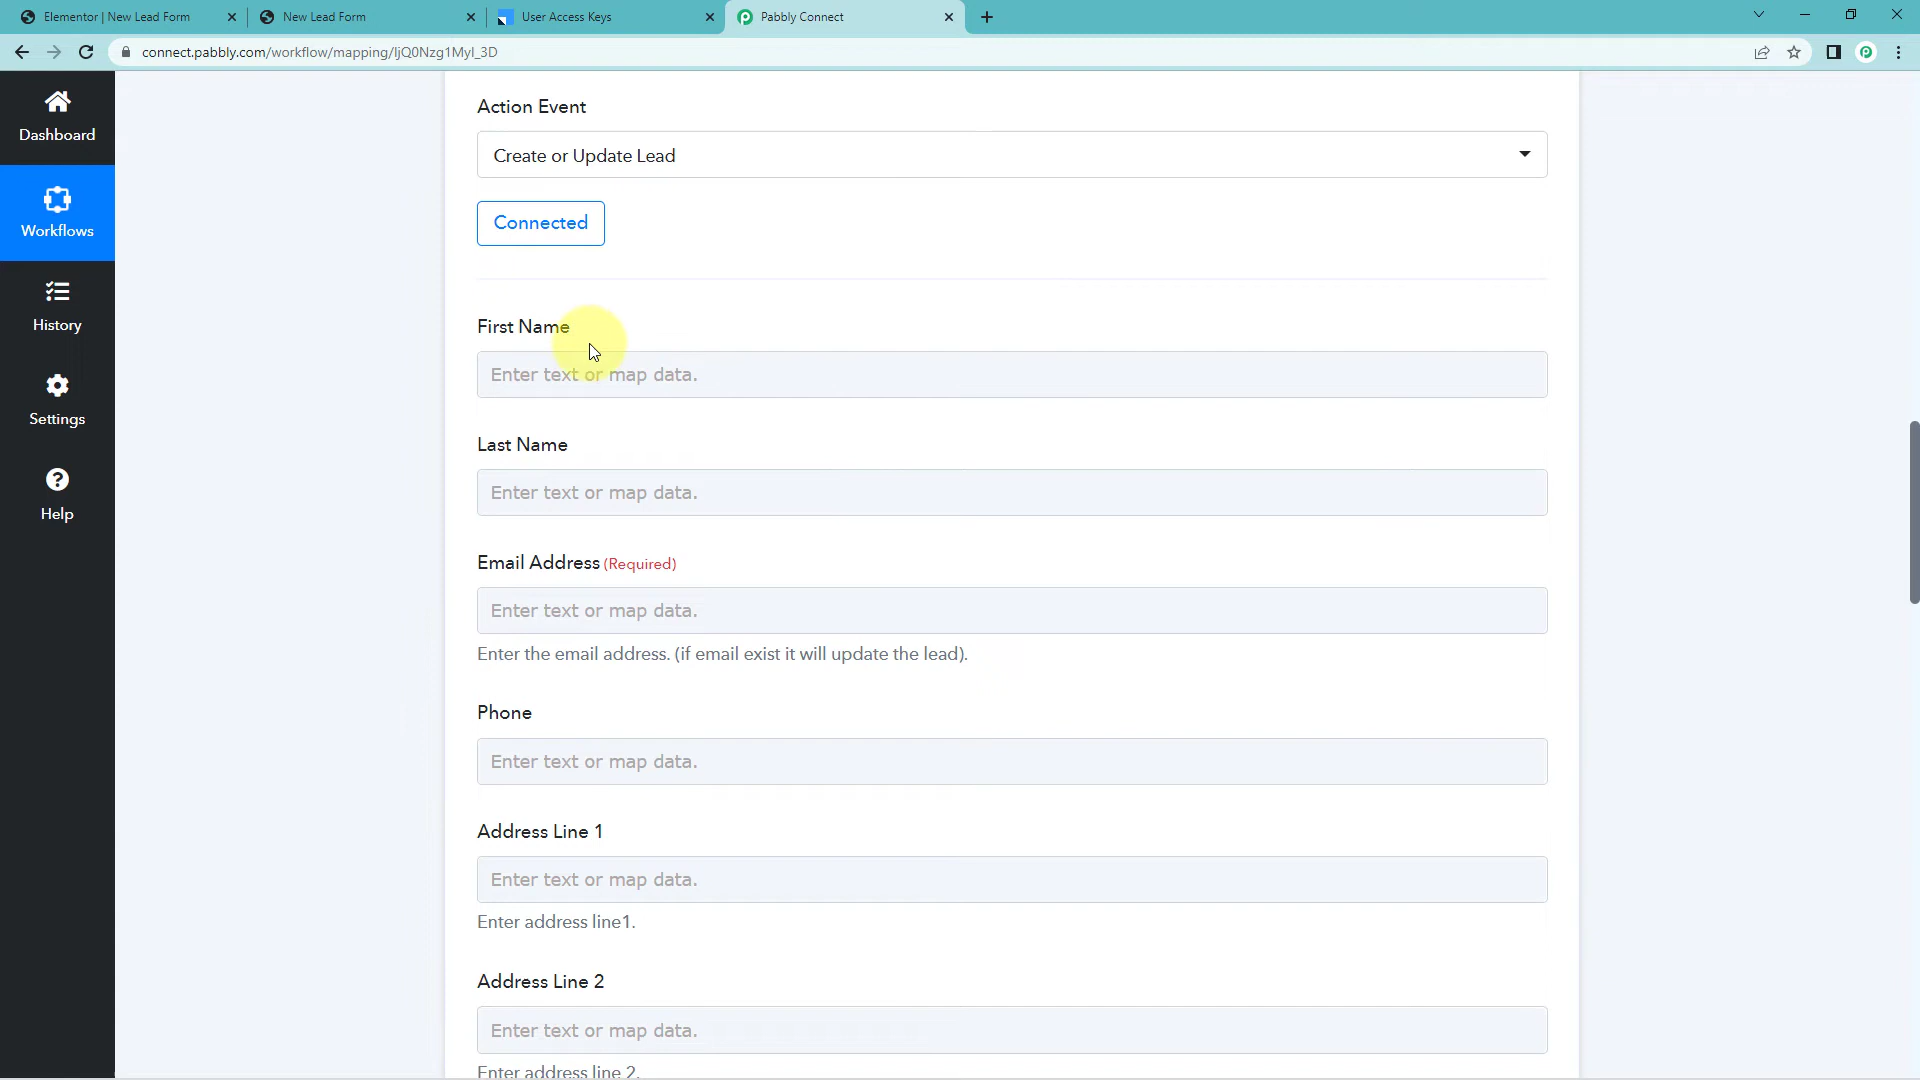 Elementor | New Lead Form
New Lead Form
User Access Keys
Pabbly Connect
connect.pabbly.com/workflow/mapping/IjQ0Nzg1MyI_3D
Dashboard
Workflows
History
Settings
Help
Action Event
Create or Update Lead
Connected
First Name
Enter text or map data.
Last Name
Enter text or map data.
Email Address (Required)
Enter text or map data.
Enter the email address. (if email exist it will update the lead).
Phone
Enter text or map data.
Address Line 1
Enter text or map data.
Enter address line1.
Address Line 2
Enter text or map data.
Enter address line 2.